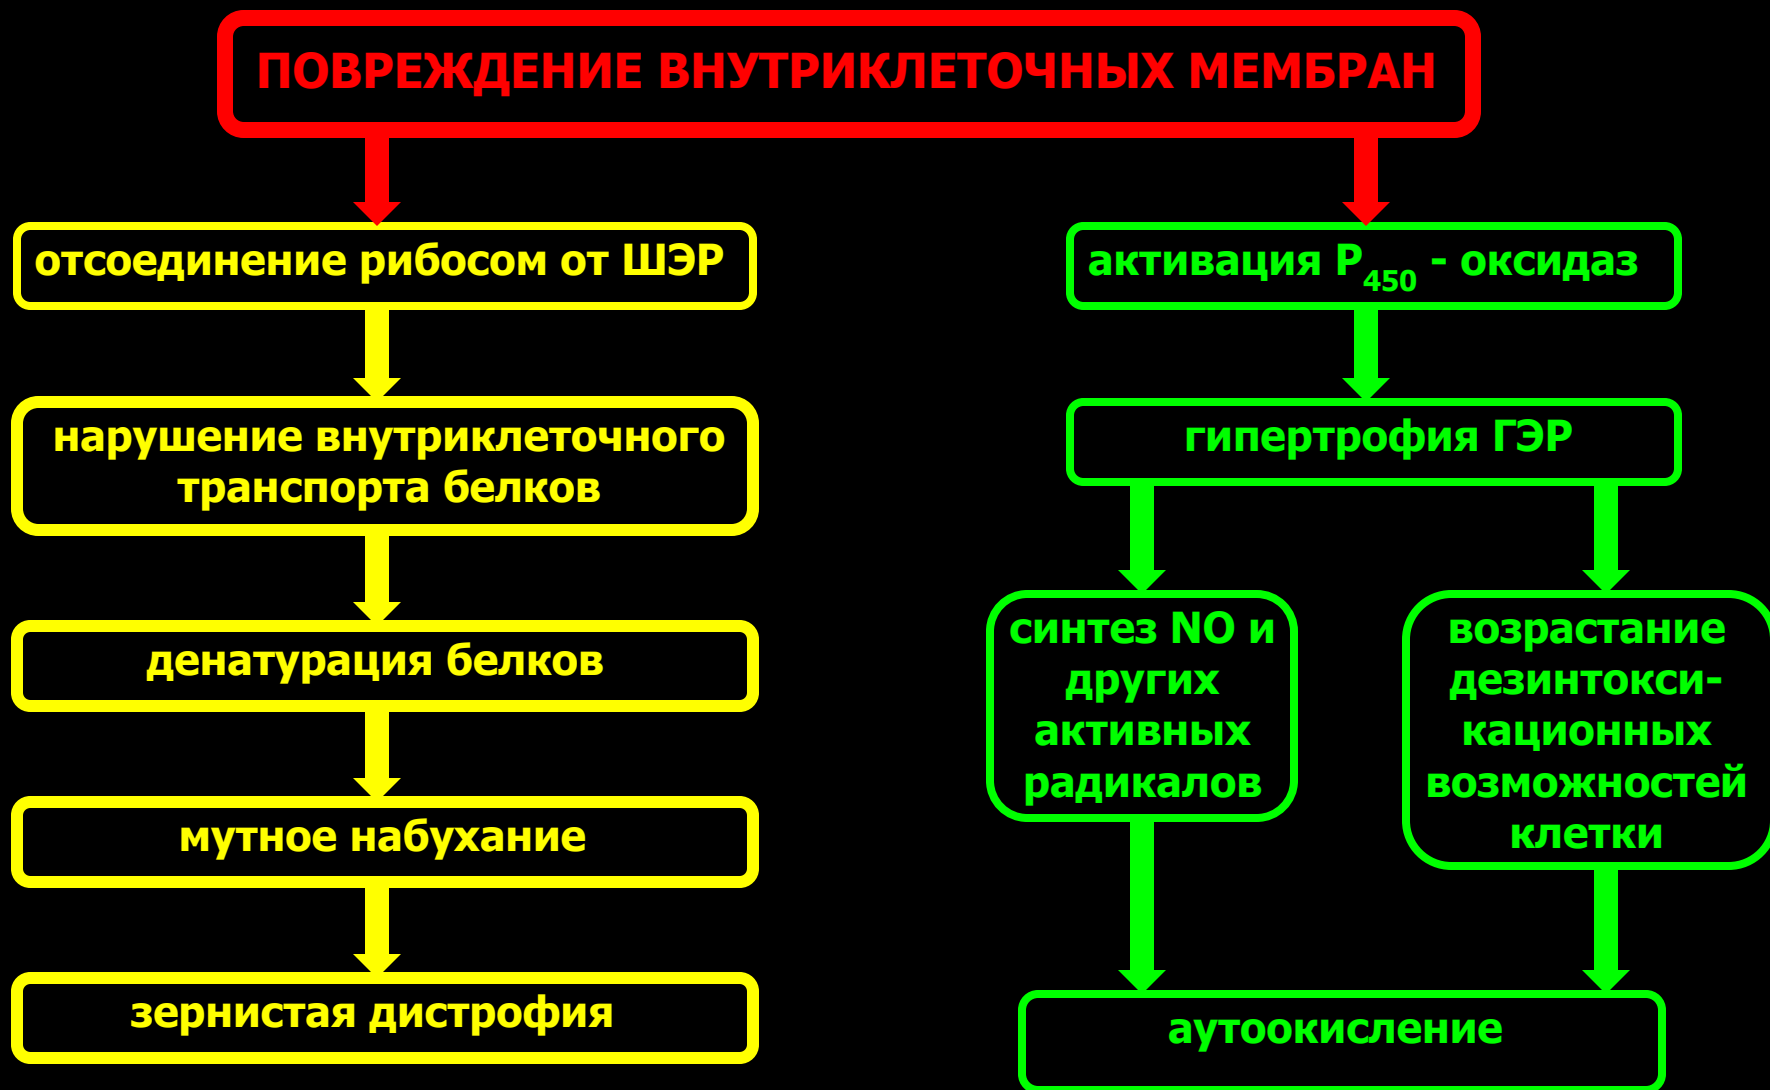 ПОВРЕЖДЕНИЕ ВНУТРИКЛЕТОЧНЫХ МЕМБРАН
отсоединение рибосом от ШЭР
нарушение внутриклеточного
транспорта белков
денатурация белков
мутное набухание
зернистая дистрофия
активация P450 - оксидаз
гипертрофия ГЭР
синтез NO и
других
активных
радикалов
возрастание
дезинтокси-
кационных
возможностей
клетки
аутоокисление